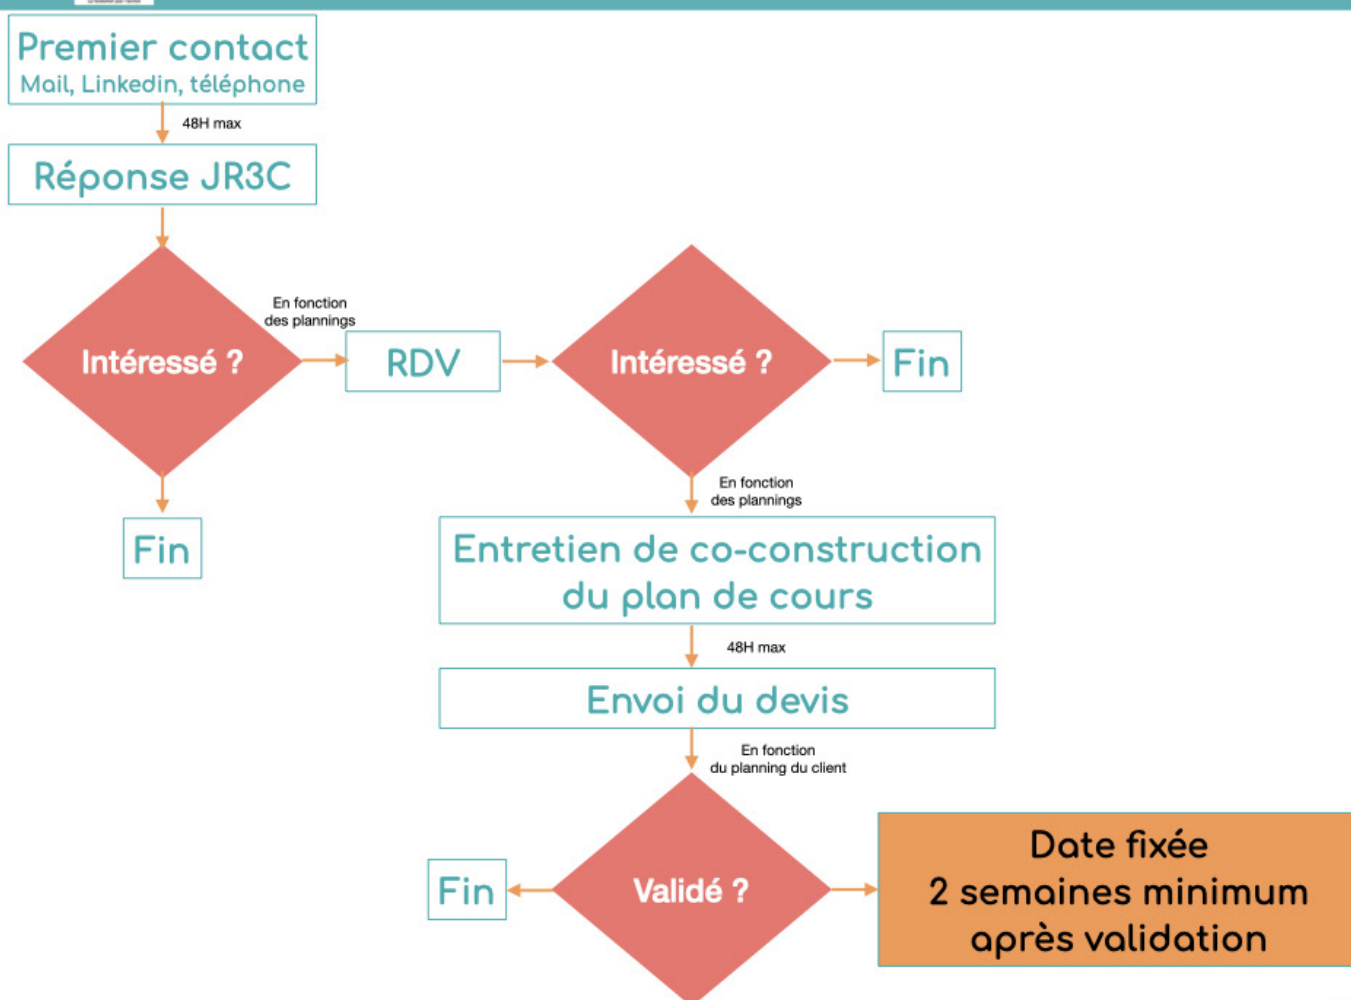 Premier contact
Mail, Linkedin, téléphone
48H max
Réponse JR3C
Intéressé ?
En fonction
des plannings
RDV
Intéressé ?
Fin
Fin
En fonction
des plannings
Entretien de co-construction
du plan de cours
48H max
Envoi du devis
En fonction
du planning du client
Fin
Validé ?
Date fixée
2 semaines minimum
après validation